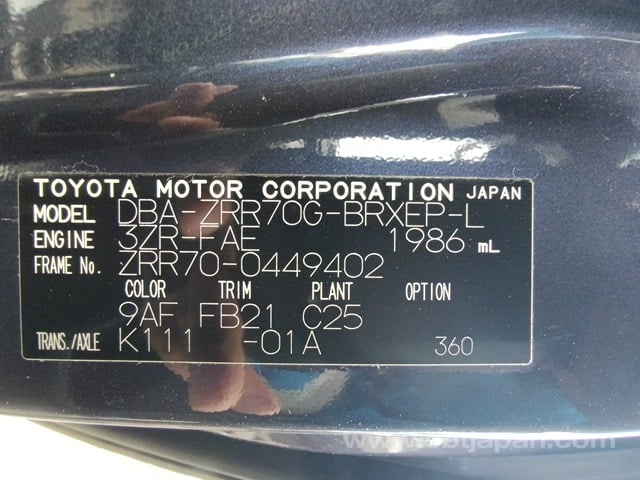 TOYOTA MOTOR CORPORATION JAPAN
MODEL DBA-ZRR70G-BRXEP-L
ENGINE 3ZR-FAE 1986 mL
FRAME No. ZRR70-0449402
COLOR TRIM PLANT OPTION
9AF FB21 C25
TRANS./AXLE K111 -01A 360